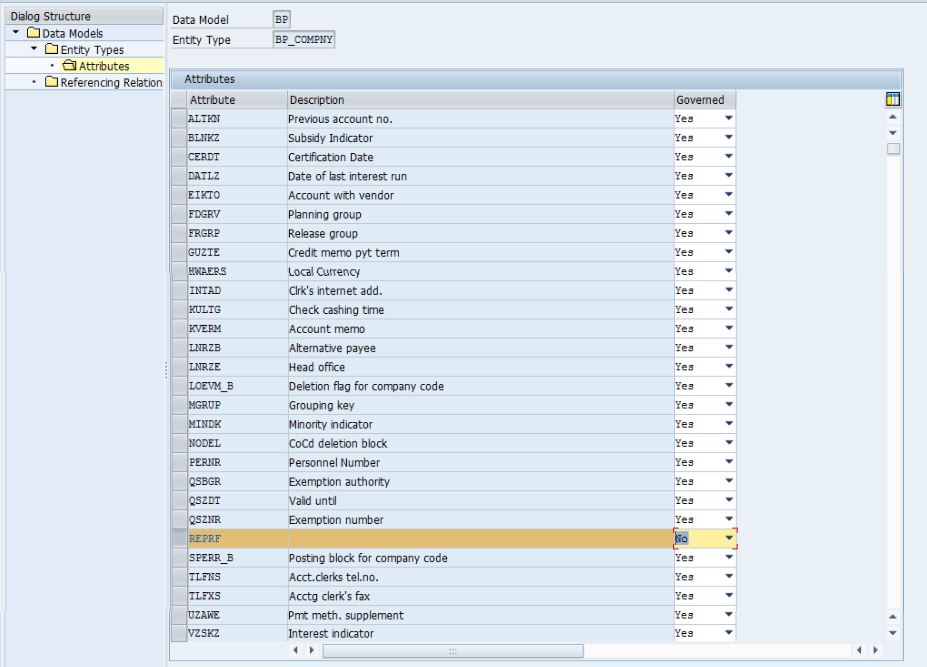 Dialog Structure
Data Models
Entity Types
Attributes
Referencing Relation
Data Model BP
Entity Type BP_COMPNY
Attributes
Attribute Description Governed
ALTKN Previous account no. Yes
BLNKZ Subsidy Indicator Yes
CERDT Certification Date Yes
DATLZ Date of last interest run Yes
EIKTO Account with vendor Yes
FDGRV Planning group Yes
FRGRP Release group Yes
GUZTE Credit memo pyt term Yes
HWAERS Local Currency Yes
INTAD Clrk's internet add. Yes
KULTG Check cashing time Yes
KVERM Account memo Yes
LNRZB Alternative payee Yes
LNRZE Head office Yes
LOEVM_B Deletion flag for company code Yes
MGRUP Grouping key Yes
MINDK Minority indicator Yes
NODEL CoCd deletion block Yes
PERNR Personnel Number Yes
QSBGR Exemption authority Yes
QSZDT Valid until Yes
QSZNR Exemption number Yes
REPRF No
SPERR_B Posting block for company code Yes
TLFNS Acct.clerks tel.no. Yes
TLFXS Acctg clerk's fax Yes
UZAWE Pmt meth. supplement Yes
VZSKZ Interest indicator Yes